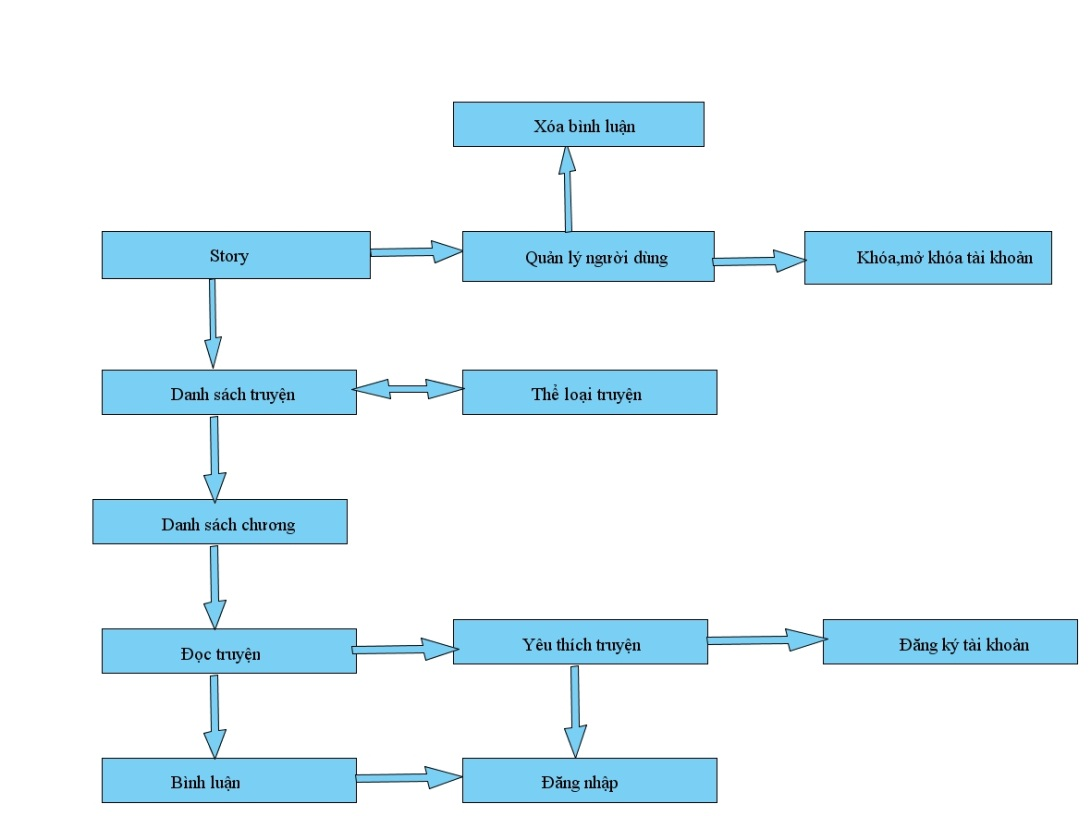 Xóa bình luận
Story
Quản lý người dùng
Khóa,mở khóa tài khoản
Danh sách truyện
Thể loại truyện
Danh sách chương
Đọc truyện
Yêu thích truyện
Đăng ký tài khoản
Bình luận
Đăng nhập